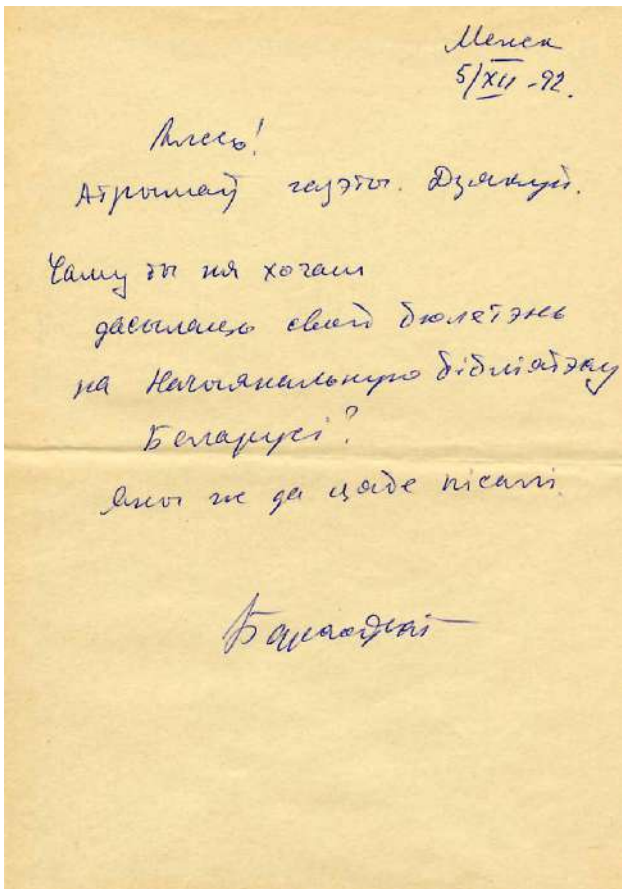 Менск
5/XII-92.
Алесь!
Атрымаў газэты. Дзякуй.
Чаму ты ня хочаш
дасылаць свой бюлетэнь
на Нацыянальную бібліятэку
Беларусі?
Яны ж да цябе пісалі.